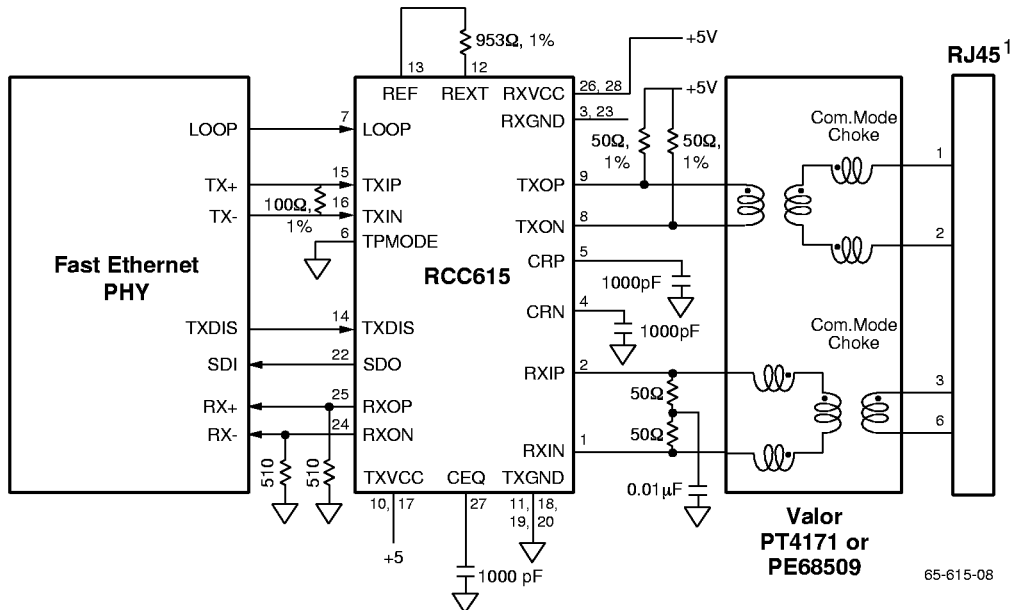 953Ω, 1%
13
12
REF
REXT
RXVCC
26, 28
+5V
RJ45¹
LOOP
7
LOOP
RXGND
3, 23
+5V
50Ω,
1%
50Ω,
1%
Com.Mode
Choke
1
TX+
15
TXIP
TXOP
9
100Ω,
1%
TX-
16
TXIN
TXON
8
2
6
TPMODE
Fast Ethernet
PHY
RCC615
CRP
5
1000pF
CRN
4
1000pF
TXDIS
14
TXDIS
Com.Mode
Choke
SDI
22
SDO
RXIP
2
3
RX+
25
RXOP
50Ω
RX-
24
RXON
50Ω
6
RXIN
1
510
510
TXVCC
CEQ
TXGND
0.01µF
10,
17
27
11,
18,
19,
20
+5
1000 pF
Valor
PT4171 or
PE68509
65-615-08